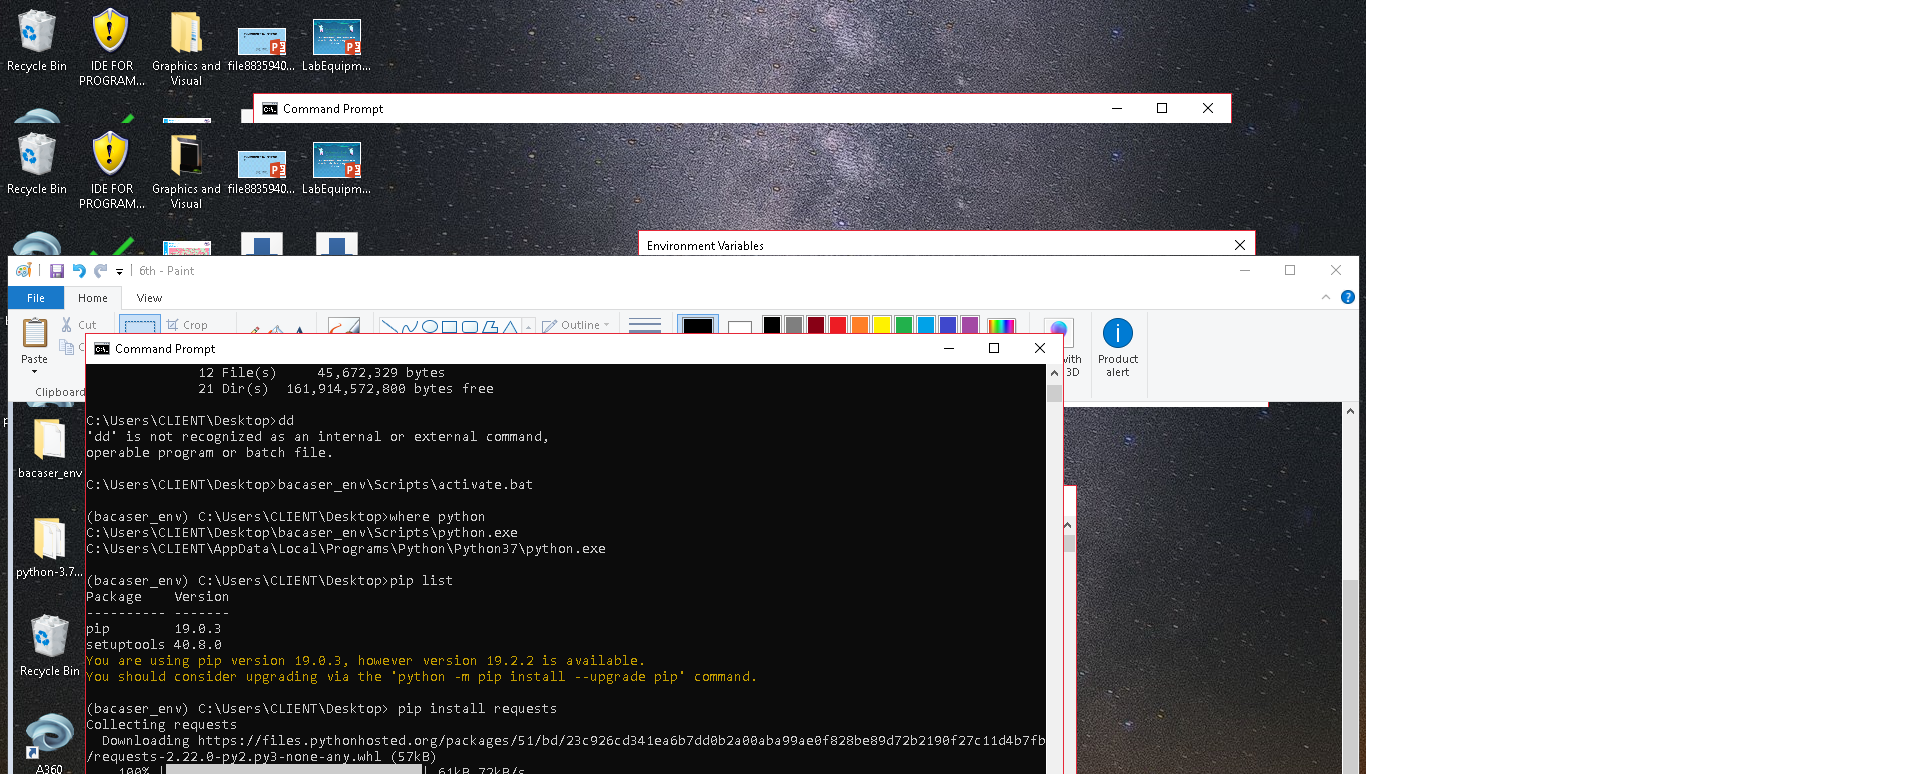 Recycle Bin
IDE FOR
PROGRAM...
Graphics and
Visual
file8835940...
LabEquipm...
Command Prompt
Recycle Bin
IDE FOR
PROGRAM...
Graphics and
Visual
file8835940...
LabEquipm...
Environment Variables
6th - Paint
File
Home
View
Paste
Cut
Crop
Outline
with
3D
Product
alert
Clipboard
Command Prompt
12 File(s)     45,672,329 bytes
21 Dir(s)  161,914,572,800 bytes free
C:\Users\CLIENT\Desktop>dd
'dd' is not recognized as an internal or external command,
operable program or batch file.
C:\Users\CLIENT\Desktop>bacaser_env\Scripts\activate.bat
(bacaser_env) C:\Users\CLIENT\Desktop>where python
C:\Users\CLIENT\Desktop\bacaser_env\Scripts\python.exe
C:\Users\CLIENT\AppData\Local\Programs\Python\Python37\python.exe
(bacaser_env) C:\Users\CLIENT\Desktop>pip list
Package    Version
---------- -------
pip        19.0.3
setuptools 40.8.0
You are using pip version 19.0.3, however version 19.2.2 is available.
You should consider upgrading via the 'python -m pip install --upgrade pip' command.
(bacaser_env) C:\Users\CLIENT\Desktop> pip install requests
Collecting requests
Downloading https://files.pythonhosted.org/packages/51/bd/23c926cd341ea6b7dd0b2a00aba99ae0f828be89d72b2190f27c11d4b7fb
/requests-2.22.0-py2.py3-none-any.whl (57kB)
100% | | 61kB 72kB/s
bacaser_env
python-3.7...
Recycle Bin
A360